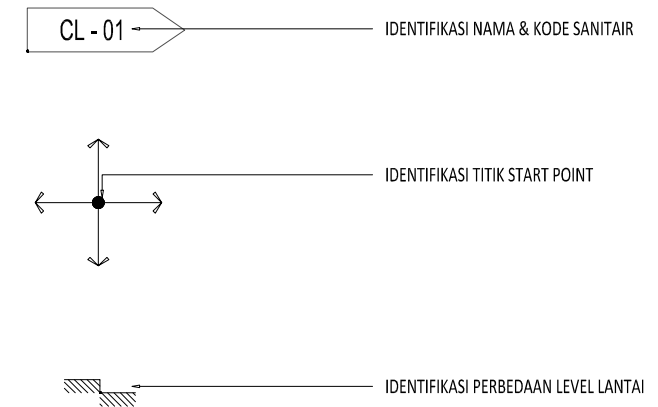 CL - 01
IDENTIFIKASI NAMA & KODE SANITAIR
IDENTIFIKASI TITIK START POINT
IDENTIFIKASI PERBEDAAN LEVEL LANTAI